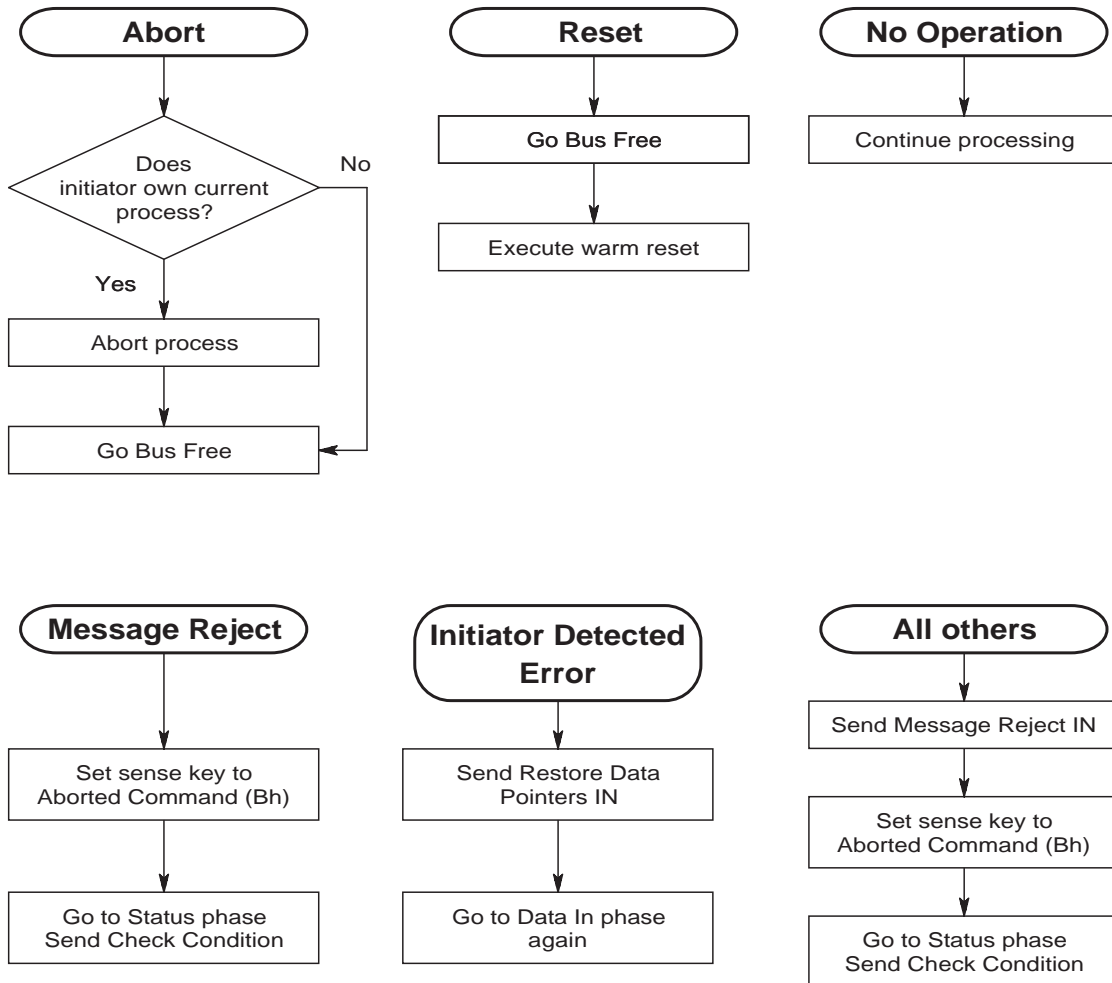 Abort
Does
initiator own current
process?
No
Yes
Abort process
Go Bus Free
Reset
Go Bus Free
Execute warm reset
No Operation
Continue processing
Message Reject
Set sense key to
Aborted Command (Bh)
Go to Status phase
Send Check Condition
Initiator Detected
Error
Send Restore Data
Pointers IN
Go to Data In phase
again
All others
Send Message Reject IN
Set sense key to
Aborted Command (Bh)
Go to Status phase
Send Check Condition